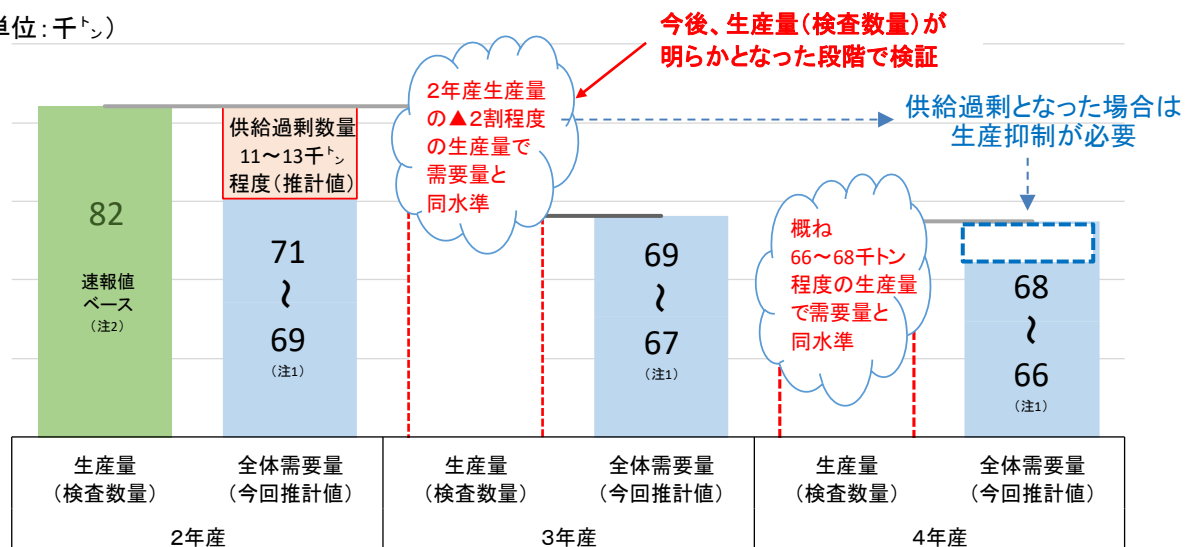 単位：千㌧）
今後、生産量（検査数量）が
明らかとなった段階で検証
2年産生産量
の▲2割程度
の生産量で
需要量と
同水準
供給過剰となった場合は
生産抑制が必要
供給過剰数量
11～13千㌧
程度（推計値）
82
速報値
ベース
（注2）
71
～
69
（注1）
69
～
67
（注1）
概ね
66～68千トン
程度の生産量
で需要量と
同水準
68
～
66
（注1）
生産量
（検査数量）
全体需要量
（今回推計値）
生産量
（検査数量）
全体需要量
（今回推計値）
生産量
（検査数量）
全体需要量
（今回推計値）
2年産
3年産
4年産